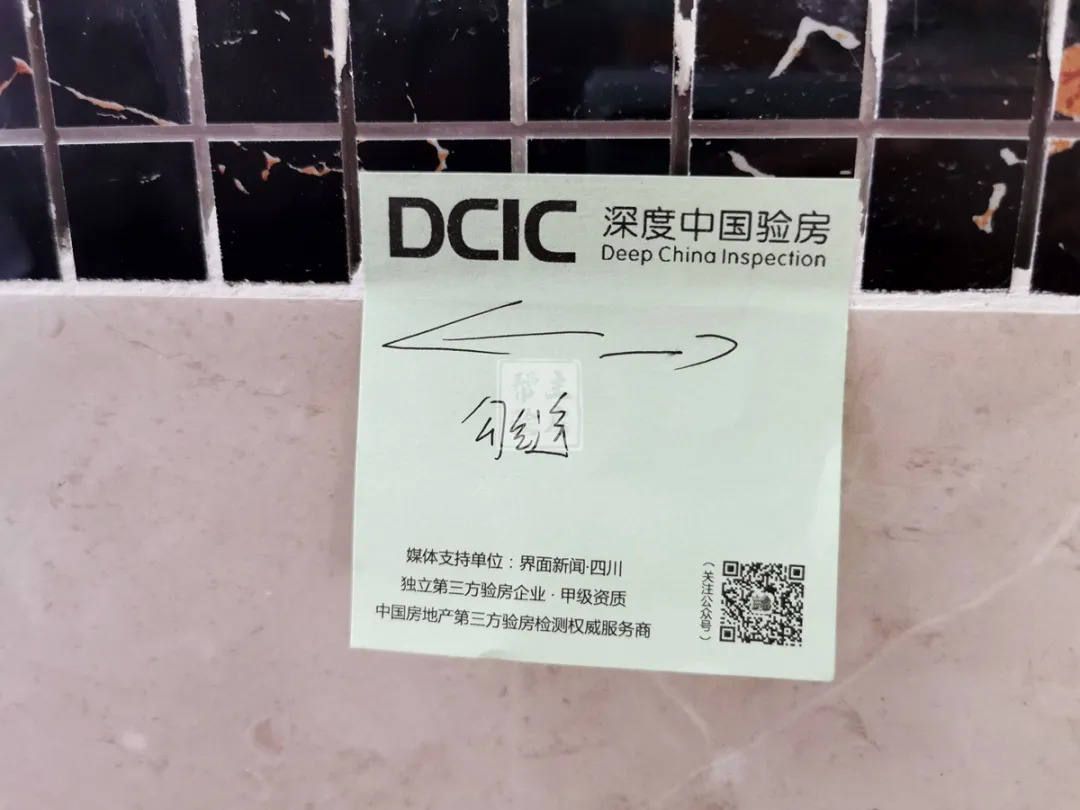 DCIC 深度中国验房
Deep China Inspection
勾缝
媒体支持单位：界面新闻·四川
独立第三方验房企业·甲级资质
中国房地产第三方验房检测权威服务商
（关注公众号）
帮主